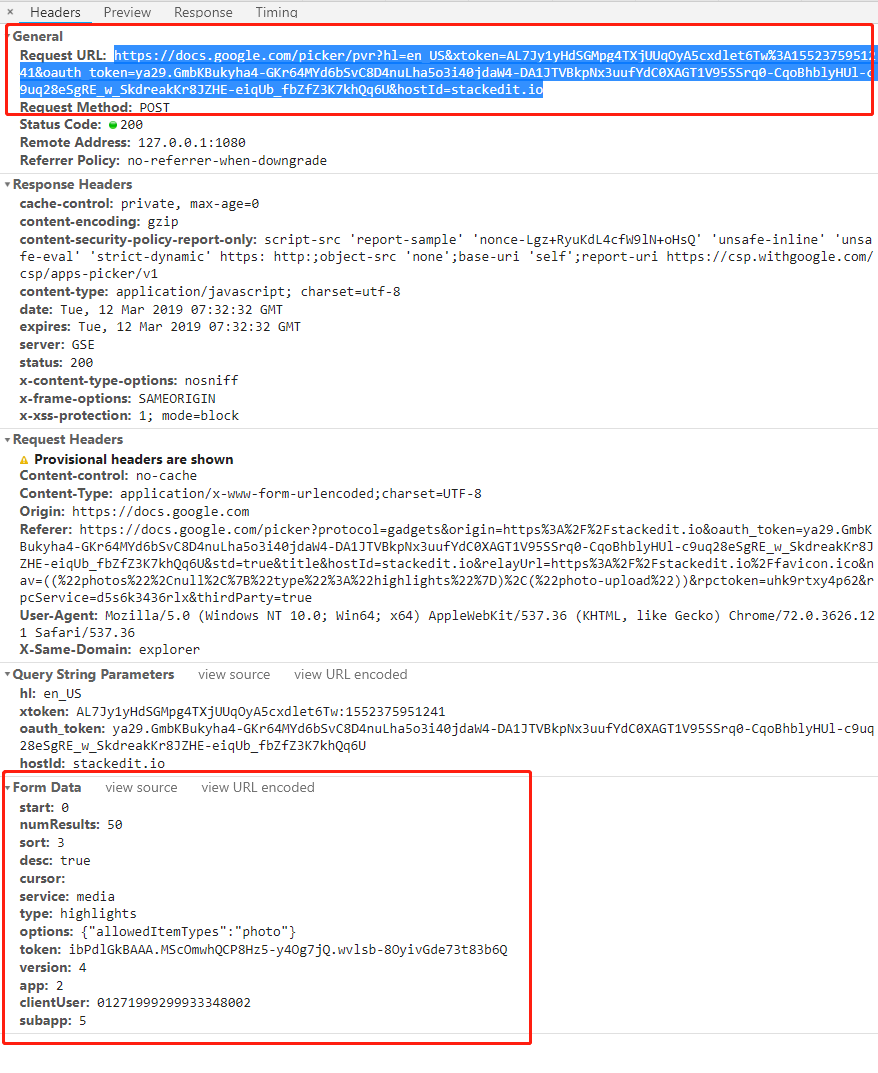 × Headers Preview Response Timing
▾General
Request URL: https://docs.google.com/picker/pvr?hl=en_US&xtoken=AL7Jy1yHdSGMpg4TXjUUqOyA5cxdlet6Tw%3A15523759512
41&oauth_token=ya29.GmbKBukyha4-GKr64MYd6bSvC8D4nuLha5o3i40jdaW4-DA1JTVBkpNx3uufYdC0XAGT1V95SSrq0-CqoBhblyHUl-c
9uq28eSgRE_w_SkdreakKr8JZHE-eiqUb_fbZfZ3K7khQq6U&hostId=stackedit.io
Request Method: POST
Status Code: 200
Remote Address: 127.0.0.1:1080
Referrer Policy: no-referrer-when-downgrade
▾Response Headers
cache-control: private, max-age=0
content-encoding: gzip
content-security-policy-report-only: script-src 'report-sample' 'nonce-Lgz+RyuKdL4cfW9lN+oHsQ' 'unsafe-inline' 'unsa
fe-eval' 'strict-dynamic' https: http:;object-src 'none';base-uri 'self';report-uri https://csp.withgoogle.com/
csp/apps-picker/v1
content-type: application/javascript; charset=utf-8
date: Tue, 12 Mar 2019 07:32:32 GMT
expires: Tue, 12 Mar 2019 07:32:32 GMT
server: GSE
status: 200
x-content-type-options: nosniff
x-frame-options: SAMEORIGIN
x-xss-protection: 1; mode=block
▾Request Headers
Provisional headers are shown
Content-control: no-cache
Content-Type: application/x-www-form-urlencoded;charset=UTF-8
Origin: https://docs.google.com
Referer: https://docs.google.com/picker?protocol=gadgets&origin=https%3A%2F%2Fstackedit.io&oauth_token=ya29.GmbK
Bukyha4-GKr64MYd6bSvC8D4nuLha5o3i40jdaW4-DA1JTVBkpNx3uufYdC0XAGT1V95SSrq0-CqoBhblyHUl-c9uq28eSgRE_w_SkdreakKr8J
ZHE-eiqUb_fbZfZ3K7khQq6U&std=true&title&hostId=stackedit.io&relayUrl=https%3A%2F%2Fstackedit.io%2Ffavicon.ico&n
av=((%22photos%22%2Cnull%2C%7B%22type%22%3A%22highlights%22%7D)%2C(%22photo-upload%22))&rpctoken=uhk9rtxy4p62&r
pcService=d5s6k3436rlx&thirdParty=true
User-Agent: Mozilla/5.0 (Windows NT 10.0; Win64; x64) AppleWebKit/537.36 (KHTML, like Gecko) Chrome/72.0.3626.12
1 Safari/537.36
X-Same-Domain: explorer
▾Query String Parameters view source view URL encoded
hl: en_US
xtoken: AL7Jy1yHdSGMpg4TXjUUqOyA5cxdlet6Tw:1552375951241
oauth_token: ya29.GmbKBukyha4-GKr64MYd6bSvC8D4nuLha5o3i40jdaW4-DA1JTVBkpNx3uufYdC0XAGT1V95SSrq0-CqoBhblyHUl-c9uq
28eSgRE_w_SkdreakKr8JZHE-eiqUb_fbZfZ3K7khQq6U
hostId: stackedit.io
▾Form Data view source view URL encoded
start: 0
numResults: 50
sort: 3
desc: true
cursor:
service: media
type: highlights
options: {"allowedItemTypes":"photo"}
token: ibPdlGkBAAA.MScOmwhQCP8Hz5-y4Og7jQ.wvlsb-8OyivGde73t83b6Q
version: 4
app: 2
clientUser: 01271999299933348002
subapp: 5